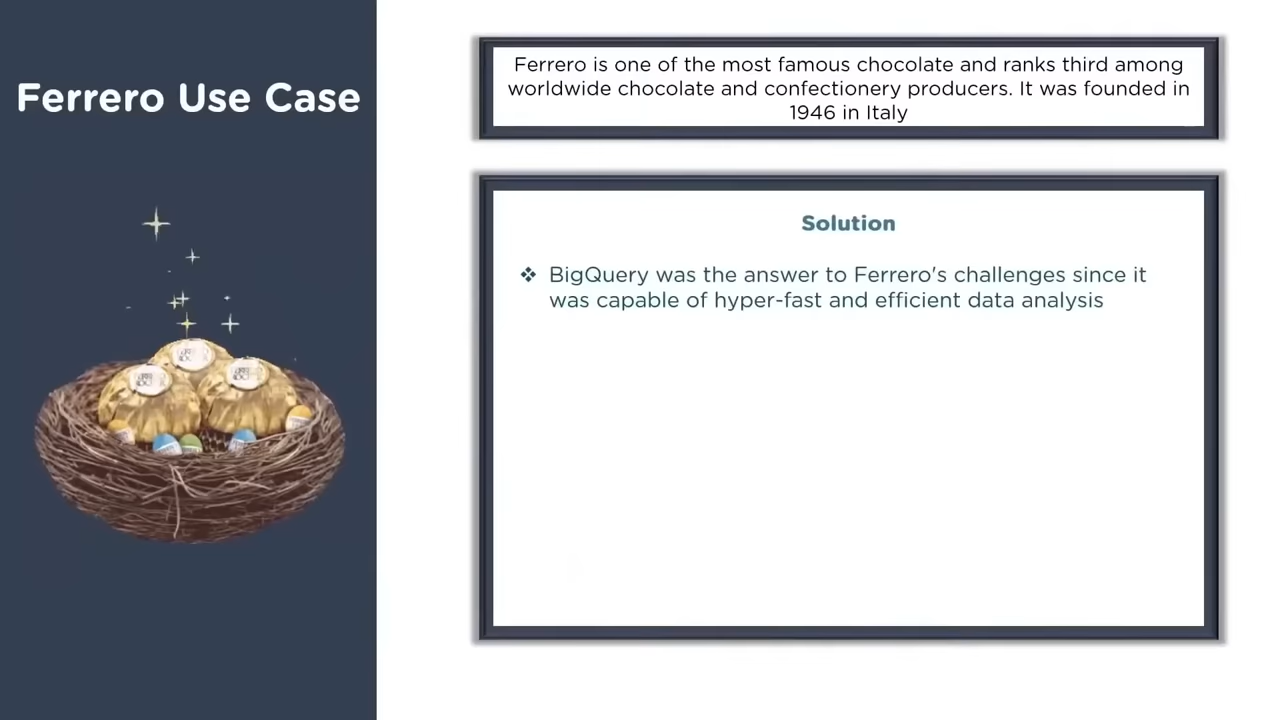 Ferrero Use Case
Ferrero is one of the most famous chocolate and ranks third among
worldwide chocolate and confectionery producers. It was founded in
1946 in Italy
Solution
❖ BigQuery was the answer to Ferrero's challenges since it
was capable of hyper-fast and efficient data analysis